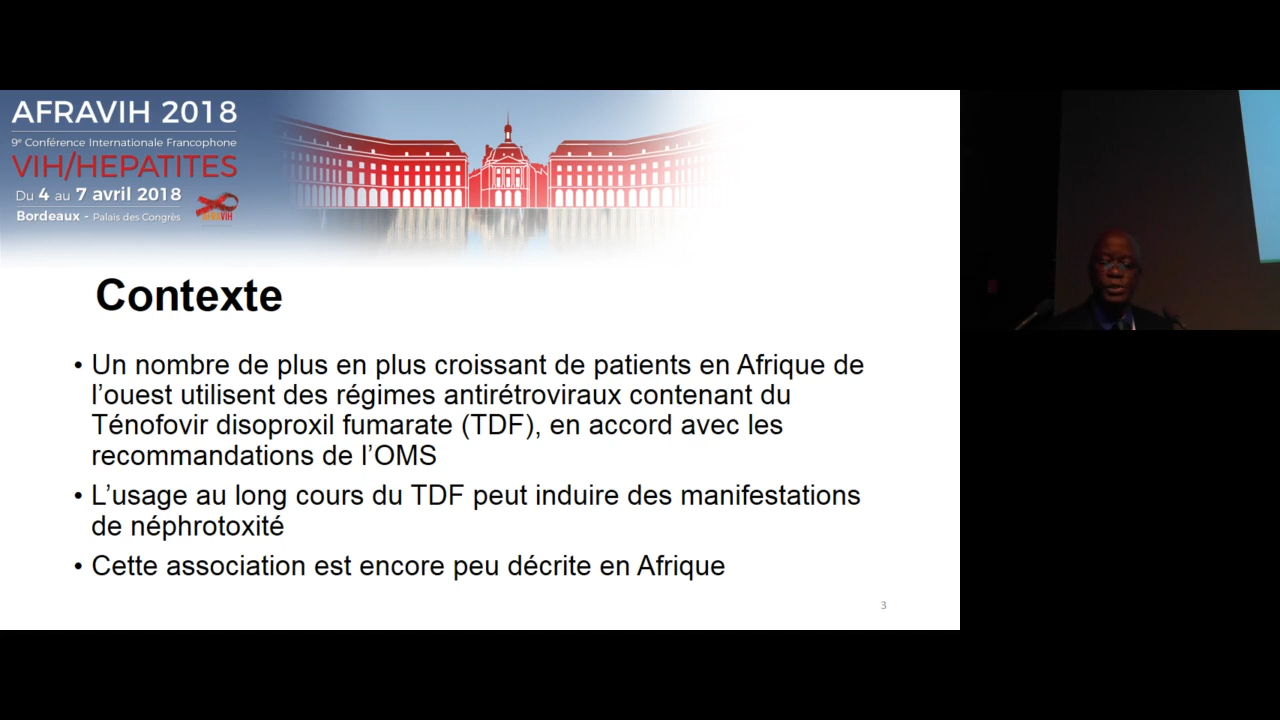 AFRAVIH 2018
9e Conférence Internationale Francophone
VIH/HEPATITES
Du 4 au 7 avril 2018
Bordeaux - Palais des Congrès
AFRAVIH
Contexte
• Un nombre de plus en plus croissant de patients en Afrique de
l’ouest utilisent des régimes antirétroviraux contenant du
Ténofovir disoproxil fumarate (TDF), en accord avec les
recommandations de l’OMS
• L’usage au long cours du TDF peut induire des manifestations
de néphrotoxité
• Cette association est encore peu décrite en Afrique
3